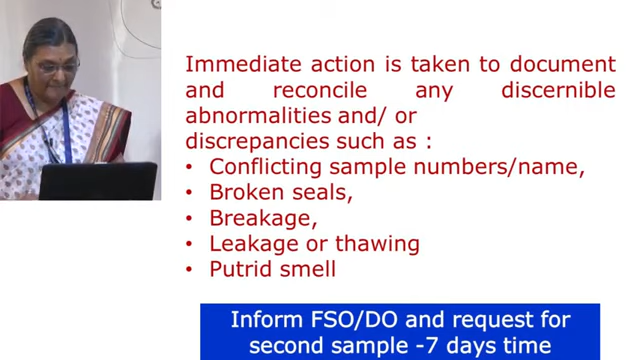 Immediate action is taken to document
and reconcile any discernible
abnormalities and/ or
discrepancies such as :
• Conflicting sample numbers/name,
• Broken seals,
• Breakage,
• Leakage or thawing
• Putrid smell
Inform FSO/DO and request for
second sample -7 days time